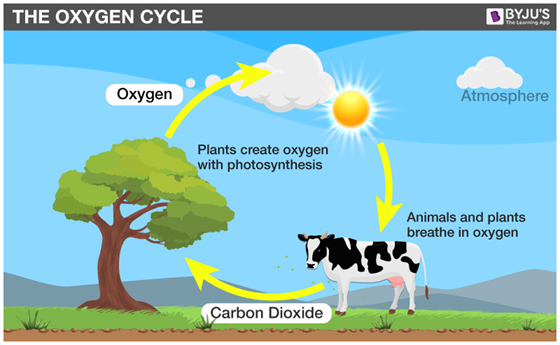 THE OXYGEN CYCLE
BYJU'S
The Learning App
Oxygen
Atmosphere
Plants create oxygen
with photosynthesis
Animals and plants
breathe in oxygen
Carbon Dioxide